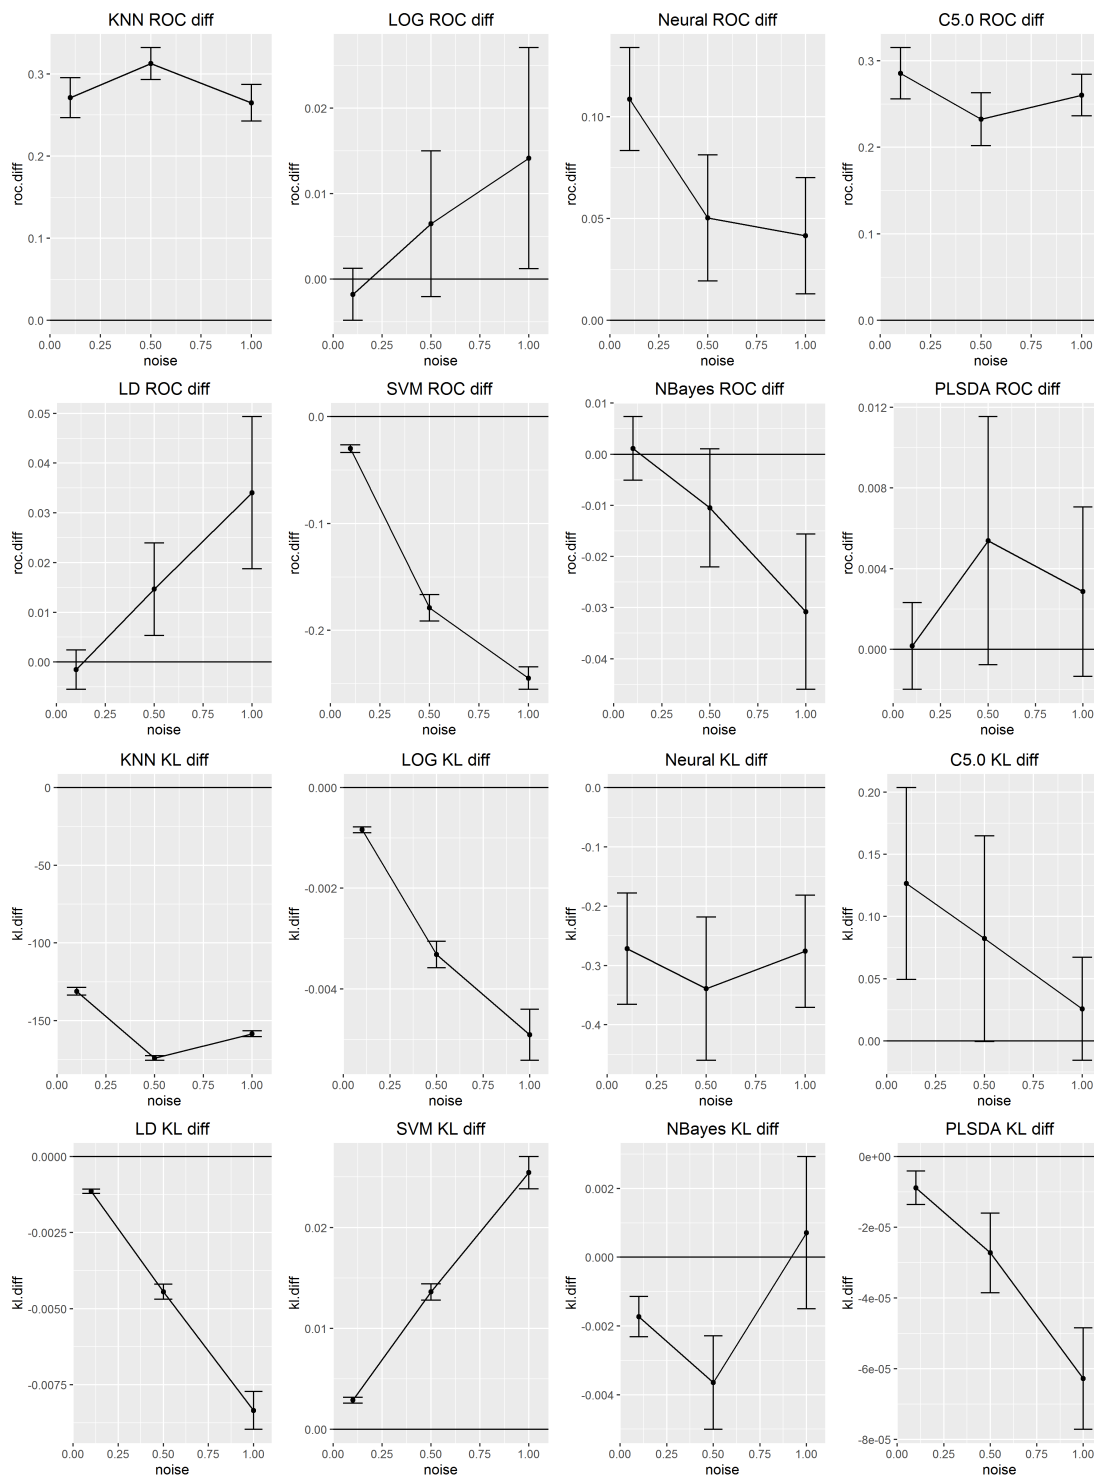 KNN ROC diff
roc.diff
0.3
0.2
0.1
0.0
0.00 0.25 0.50 0.75 1.00
noise
LOG ROC diff
roc.diff
0.02
0.01
0.00
0.00 0.25 0.50 0.75 1.00
noise
Neural ROC diff
roc.diff
0.10
0.05
0.00
0.00 0.25 0.50 0.75 1.00
noise
C5.0 ROC diff
roc.diff
0.3
0.2
0.1
0.0
0.00 0.25 0.50 0.75 1.00
noise
LD ROC diff
roc.diff
0.05
0.04
0.03
0.02
0.01
0.00
0.00 0.25 0.50 0.75 1.00
noise
SVM ROC diff
roc.diff
0.0
-0.1
-0.2
0.00 0.25 0.50 0.75 1.00
noise
NBayes ROC diff
roc.diff
0.01
0.00
-0.01
-0.02
-0.03
-0.04
0.00 0.25 0.50 0.75 1.00
noise
PLSDA ROC diff
roc.diff
0.012
0.008
0.004
0.000
0.00 0.25 0.50 0.75 1.00
noise
KNN KL diff
kl.diff
0
-50
-100
-150
0.00 0.25 0.50 0.75 1.00
noise
LOG KL diff
kl.diff
0.000
-0.002
-0.004
0.00 0.25 0.50 0.75 1.00
noise
Neural KL diff
kl.diff
0.0
-0.1
-0.2
-0.3
-0.4
0.00 0.25 0.50 0.75 1.00
noise
C5.0 KL diff
kl.diff
0.20
0.15
0.10
0.05
0.00
0.00 0.25 0.50 0.75 1.00
noise
LD KL diff
kl.diff
0.0000
-0.0025
-0.0050
-0.0075
0.00 0.25 0.50 0.75 1.00
noise
SVM KL diff
kl.diff
0.02
0.01
0.00
0.00 0.25 0.50 0.75 1.00
noise
NBayes KL diff
kl.diff
0.002
0.000
-0.002
-0.004
0.00 0.25 0.50 0.75 1.00
noise
PLSDA KL diff
kl.diff
0e+00
-2e-05
-4e-05
-6e-05
-8e-05
0.00 0.25 0.50 0.75 1.00
noise